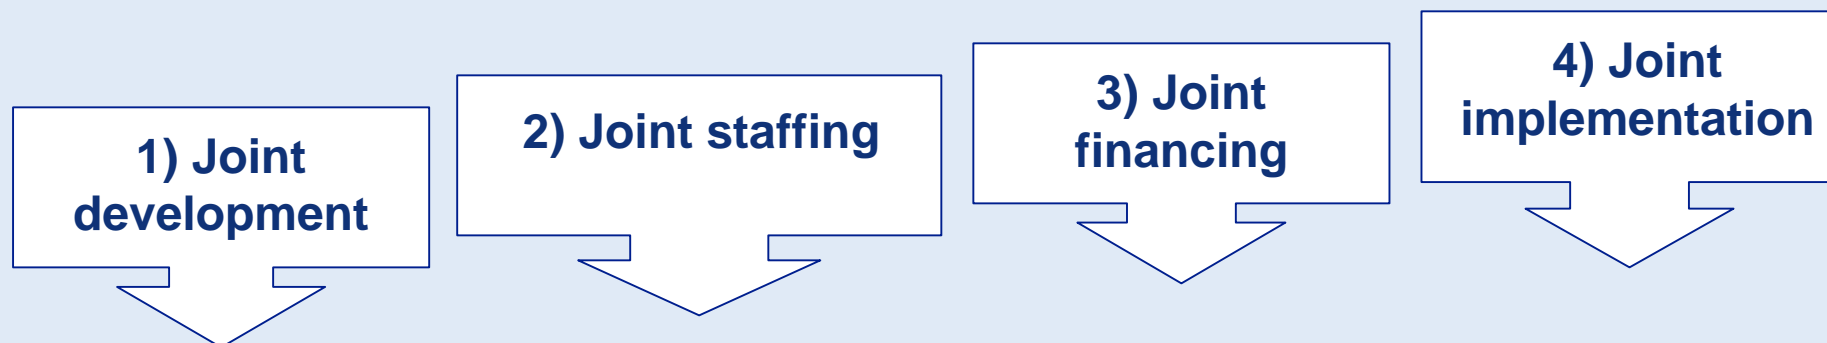 1) Joint
development
2) Joint staffing
3) Joint
financing
4) Joint
implementation